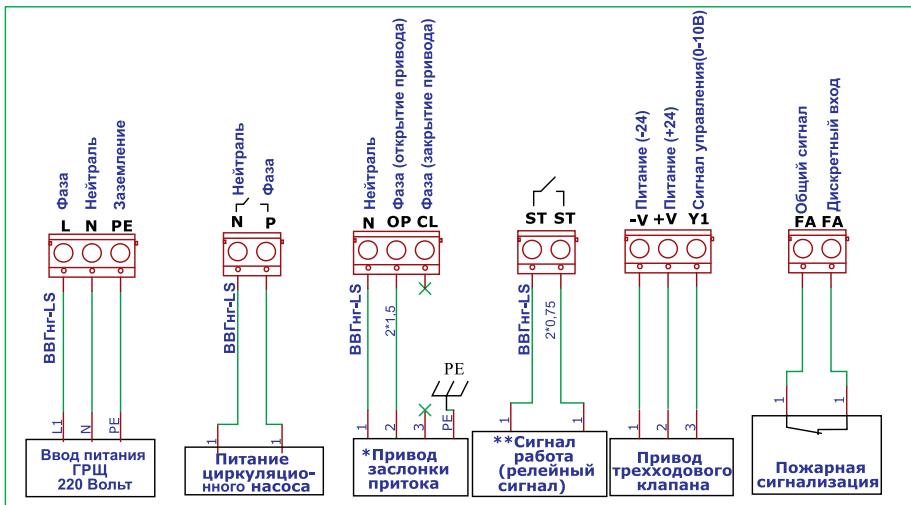 Фаза
Нейтраль
Заземление
L N PE
ВВГнг-LS
L1
N
PE
Ввод питания
ГРЩ
220 Вольт
Нейтраль
Фаза
N P
ВВГнг-LS
1
1
Питание
циркуляцио-
нного насоса
Нейтраль
Фаза (открытие привода)
Фаза (закрытие привода)
N OP CL
ВВГнг-LS
2*1,5
PE
1
2
3
PE
*Привод
заслонки
притока
ST ST
ВВГнг-LS
2*0,75
1
1
**Сигнал
работа
(релейный
сигнал)
Питание (-24)
Питание (+24)
Сигнал управления(0-10В)
-V +V Y1
1
2
3
Привод
трехходового
клапана
Общий сигнал
Дискретный вход
FA FA
1
1
Пожарная
сигнализация